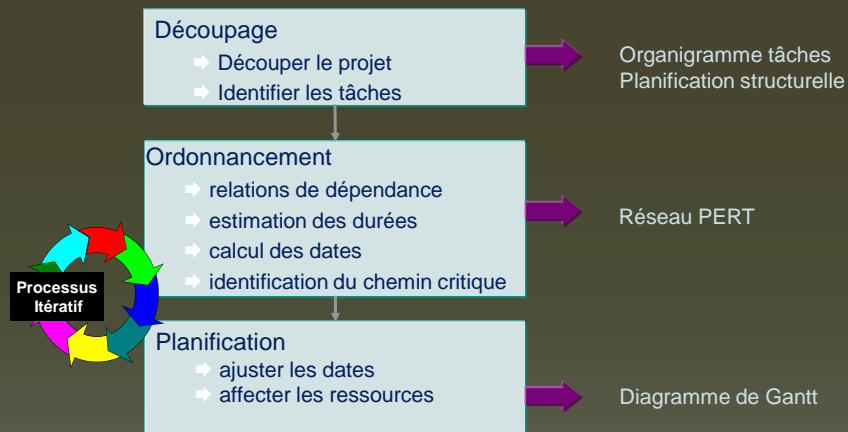 Découpage
Découper le projet
Identifier les tâches
Organigramme tâches
Planification structurelle
Ordonnancement
relations de dépendance
estimation des durées
calcul des dates
identification du chemin critique
Réseau PERT
Processus
Itératif
Planification
ajuster les dates
affecter les ressources
Diagramme de Gantt